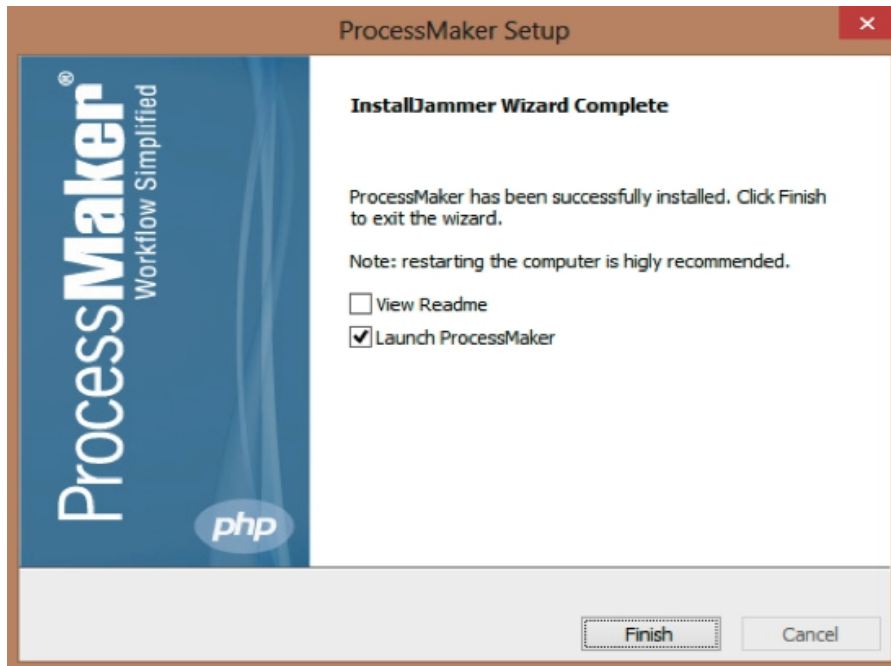 ProcessMaker Setup
ProcessMaker®
Workflow Simplified
php
InstallJammer Wizard Complete
ProcessMaker has been successfully installed. Click Finish
to exit the wizard.
Note: restarting the computer is higly recommended.
View Readme
Launch ProcessMaker
Finish
Cancel